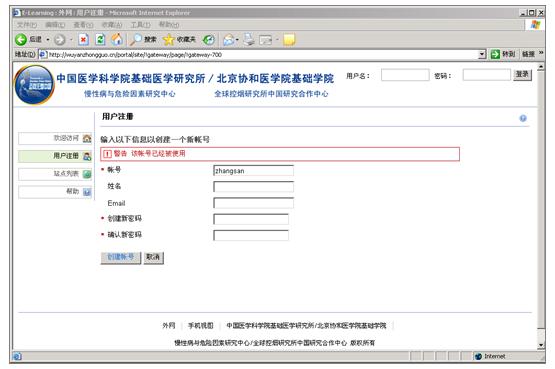 E-Learning : 外网 : 用户注册 - Microsoft Internet Explorer
文件(F) 编辑(E) 查看(V) 收藏(A) 工具(T) 帮助(H)
后退 搜索 收藏夹
地址(D) http://wuyanzhongguo.cn/portal/site/!gateway/page/!gateway-700 转到 链接 »
中国医学科学院基础医学研究所 / 北京协和医学院基础学院
用户名: 密码: 登录
慢性病与危险因素研究中心 全球控烟研究所中国研究合作中心
用户注册
欢迎访问
用户注册
站点列表
帮助
输入以下信息以创建一个新帐号
警告 该帐号已经被使用
* 帐号 zhangsan
姓名
Email
* 创建新密码
* 确认新密码
创建帐号 取消
外网 | 手机视图 | 中国医学科学院基础医学研究所/北京协和医学院基础学院
慢性病与危险因素研究中心/全球控烟研究所中国研究合作中心 版权所有
Internet